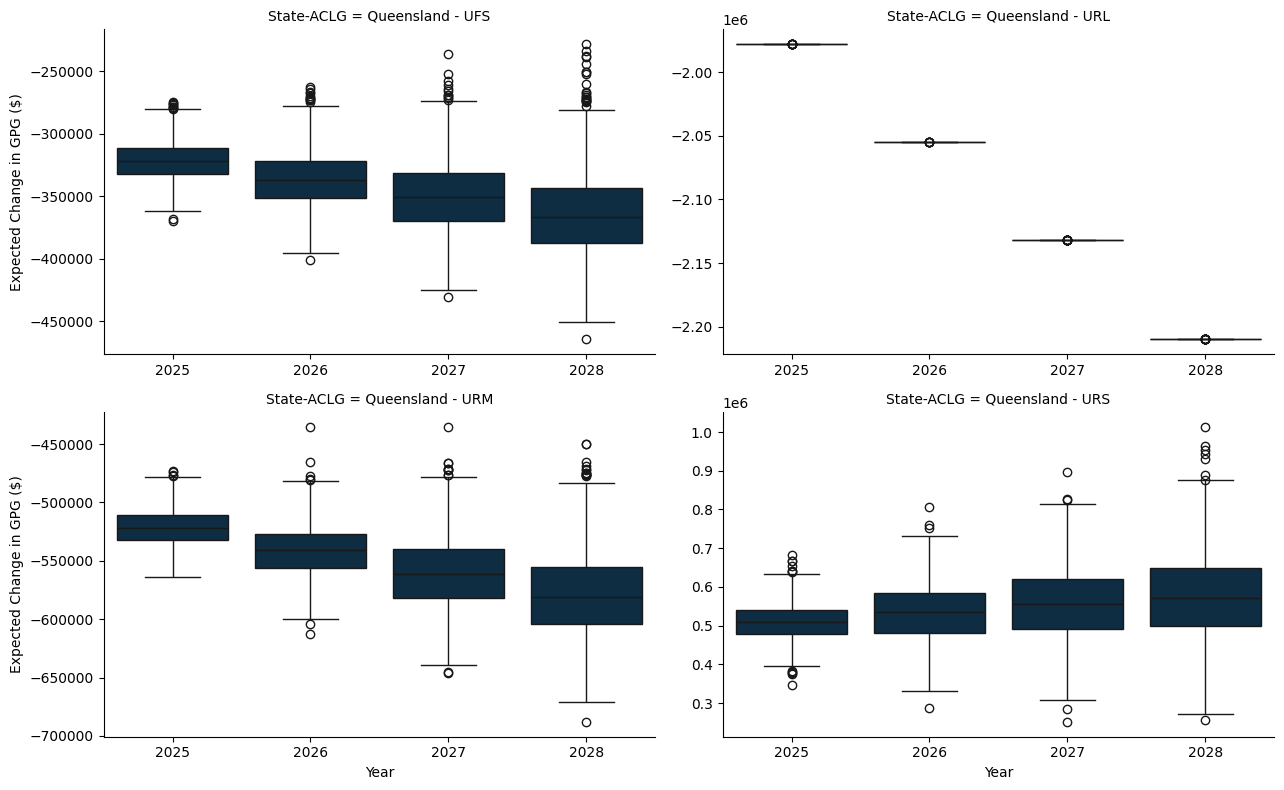 State-ACLG = Queensland - UFS
Expected Change in GPG ($)
−250000
−300000
−350000
−400000
−450000
2025 2026 2027 2028
State-ACLG = Queensland - URL
1e6
−2.00
−2.05
−2.10
−2.15
−2.20
2025 2026 2027 2028
State-ACLG = Queensland - URM
Expected Change in GPG ($)
−450000
−500000
−550000
−600000
−650000
−700000
2025 2026 2027 2028
Year
State-ACLG = Queensland - URS
1e6
1.0
0.9
0.8
0.7
0.6
0.5
0.4
0.3
2025 2026 2027 2028
Year